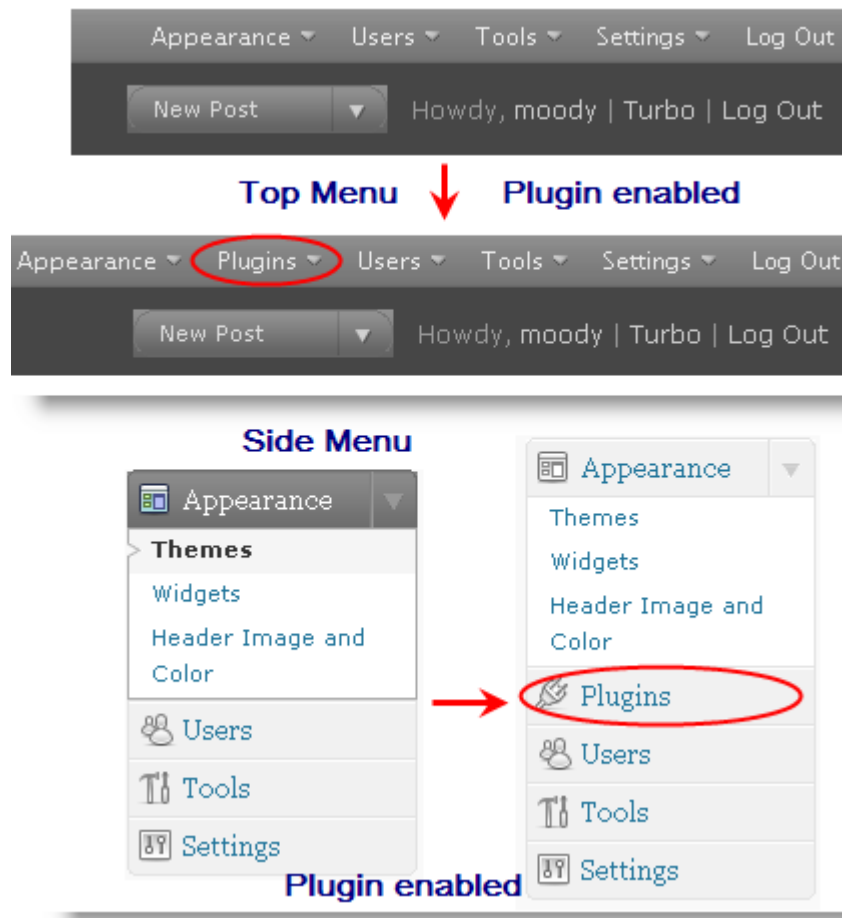 Appearance Users Tools Settings Log Out
New Post Howdy, moody | Turbo | Log Out
Top Menu Plugin enabled
Appearance Plugins Users Tools Settings Log Out
New Post Howdy, moody | Turbo | Log Out
Side Menu
Appearance
Themes
Widgets
Header Image and
Color
Users
Tools
Settings
Appearance
Themes
Widgets
Header Image and
Color
Plugins
Users
Tools
Settings
Plugin enabled